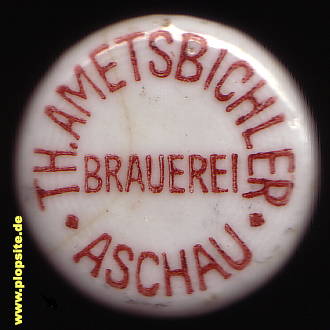 TH. AMETSBICHLER
BRAUEREI
· ASCHAU ·
www.plopsite.de